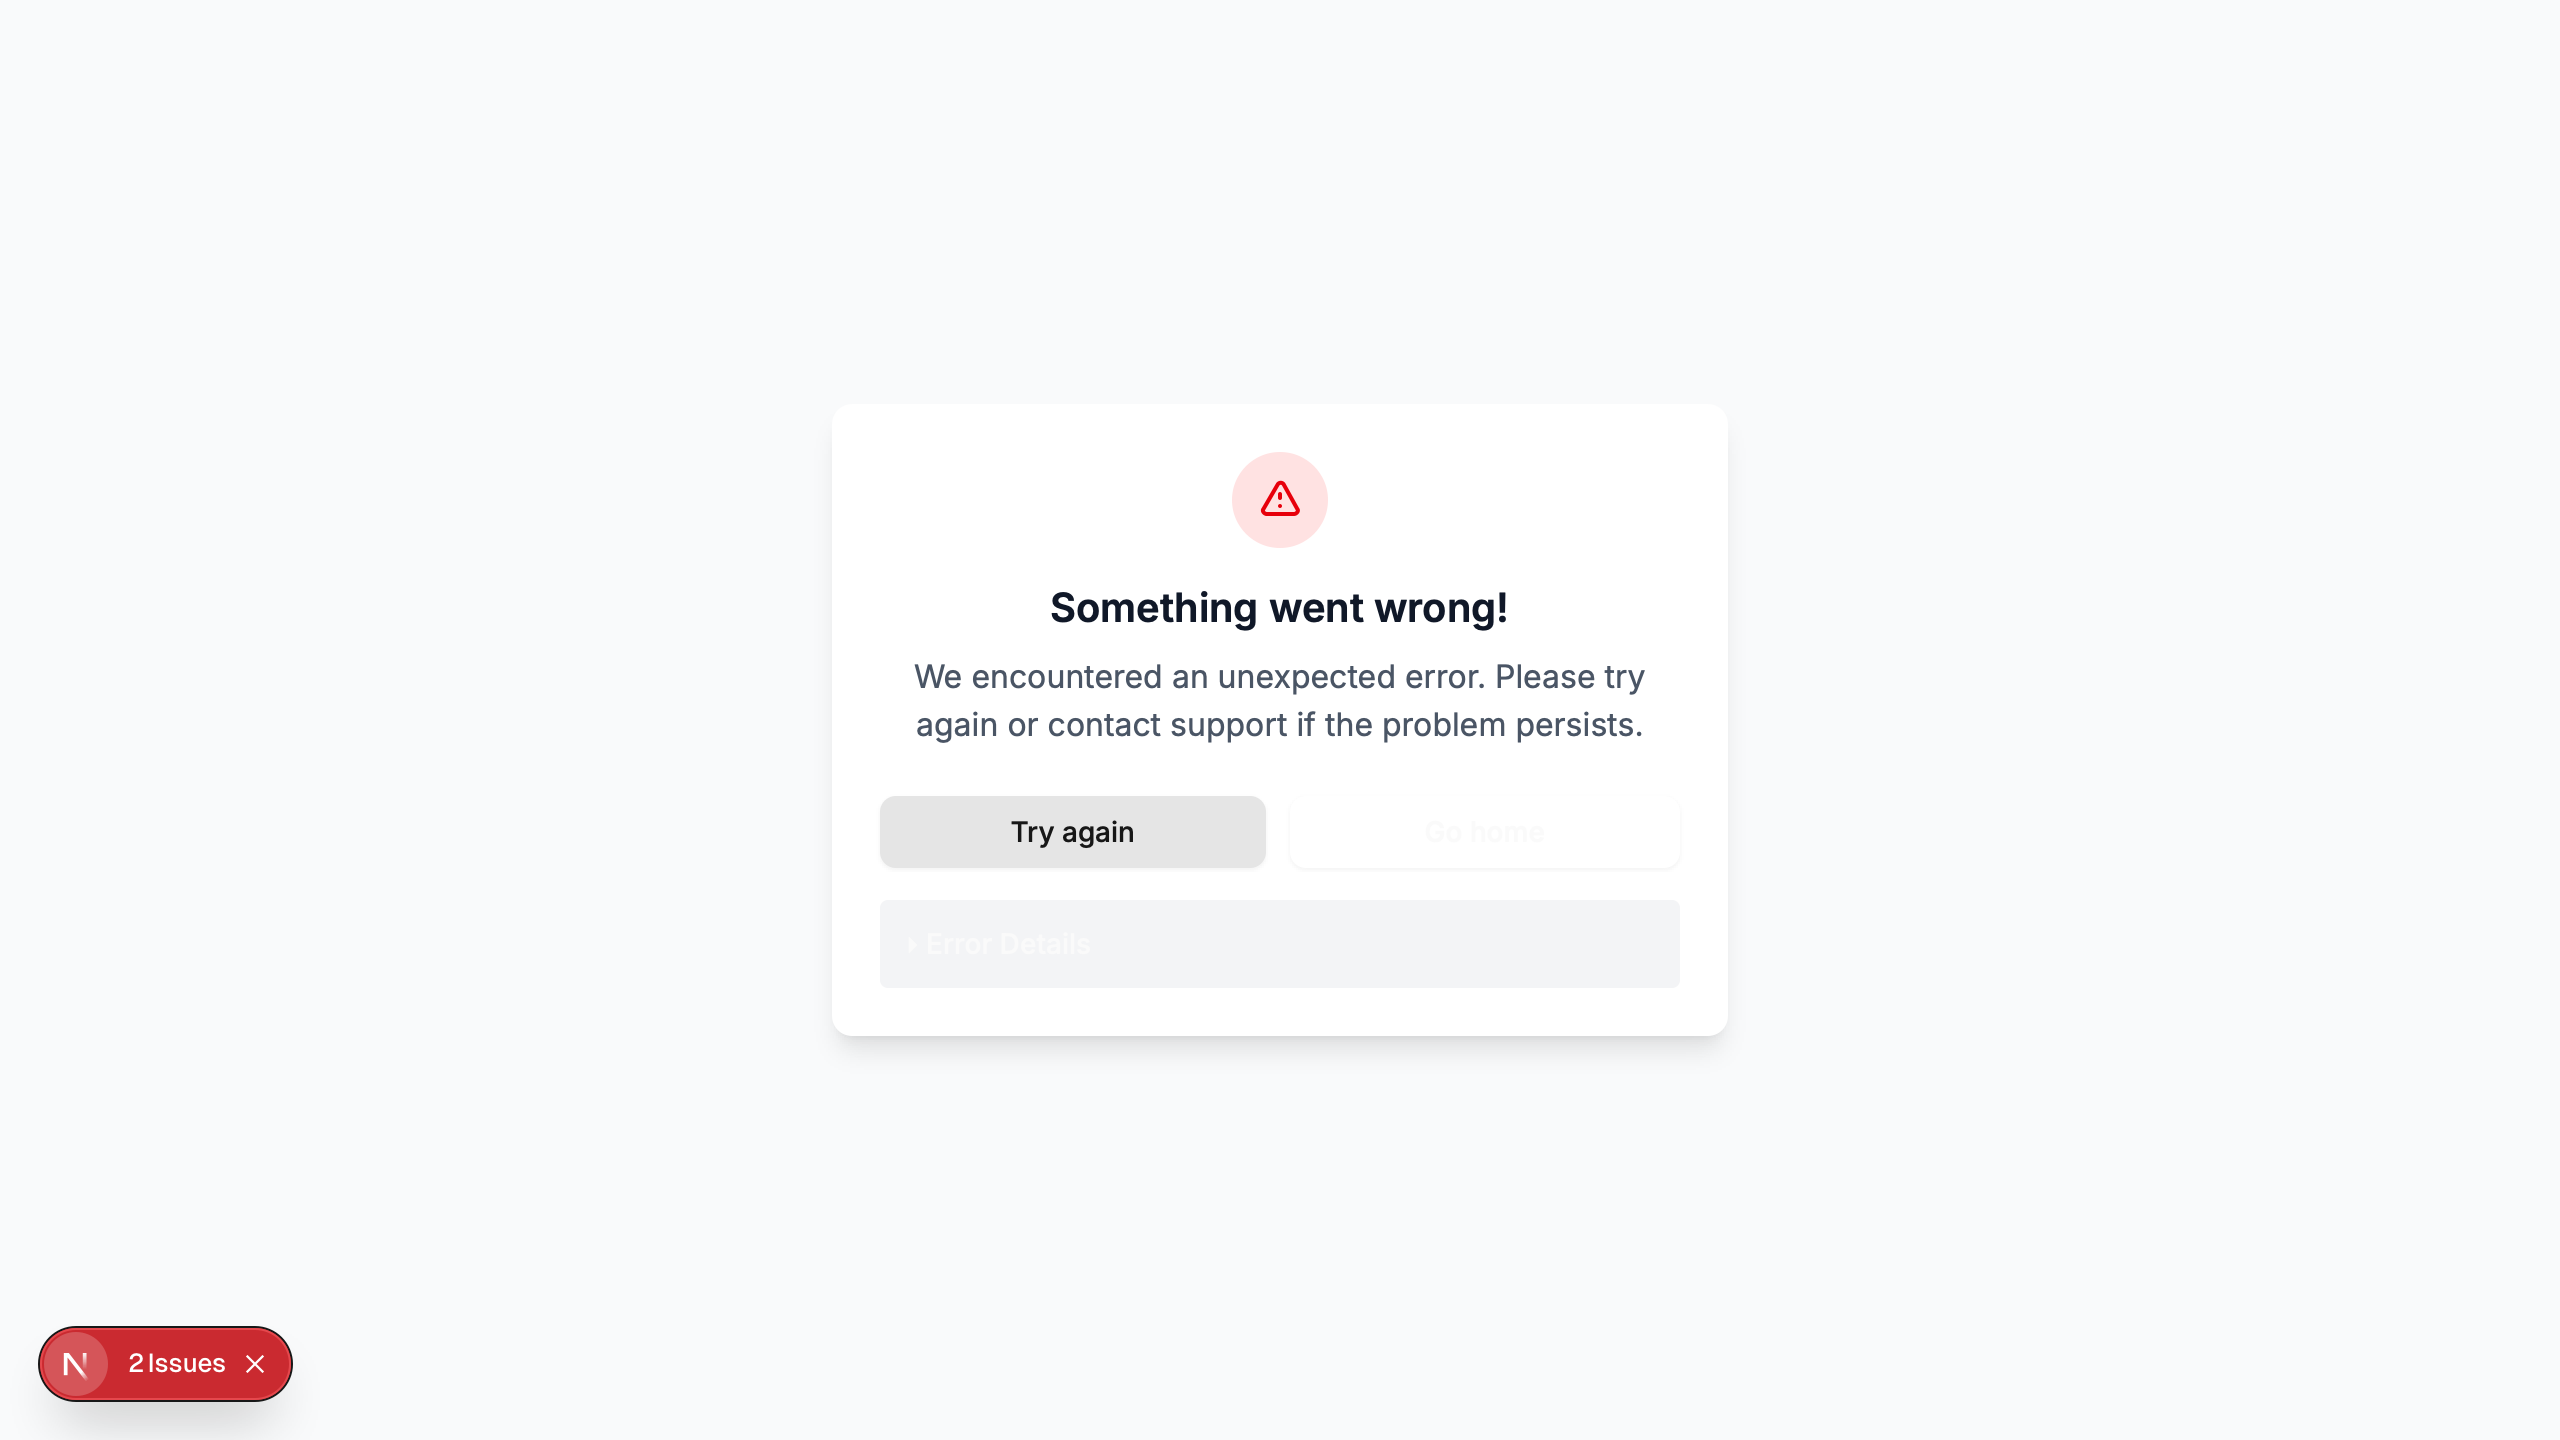 Something went wrong!
We encountered an unexpected error. Please try
again or contact support if the problem persists.
Try again
Go home
Error Details
N
2 Issues